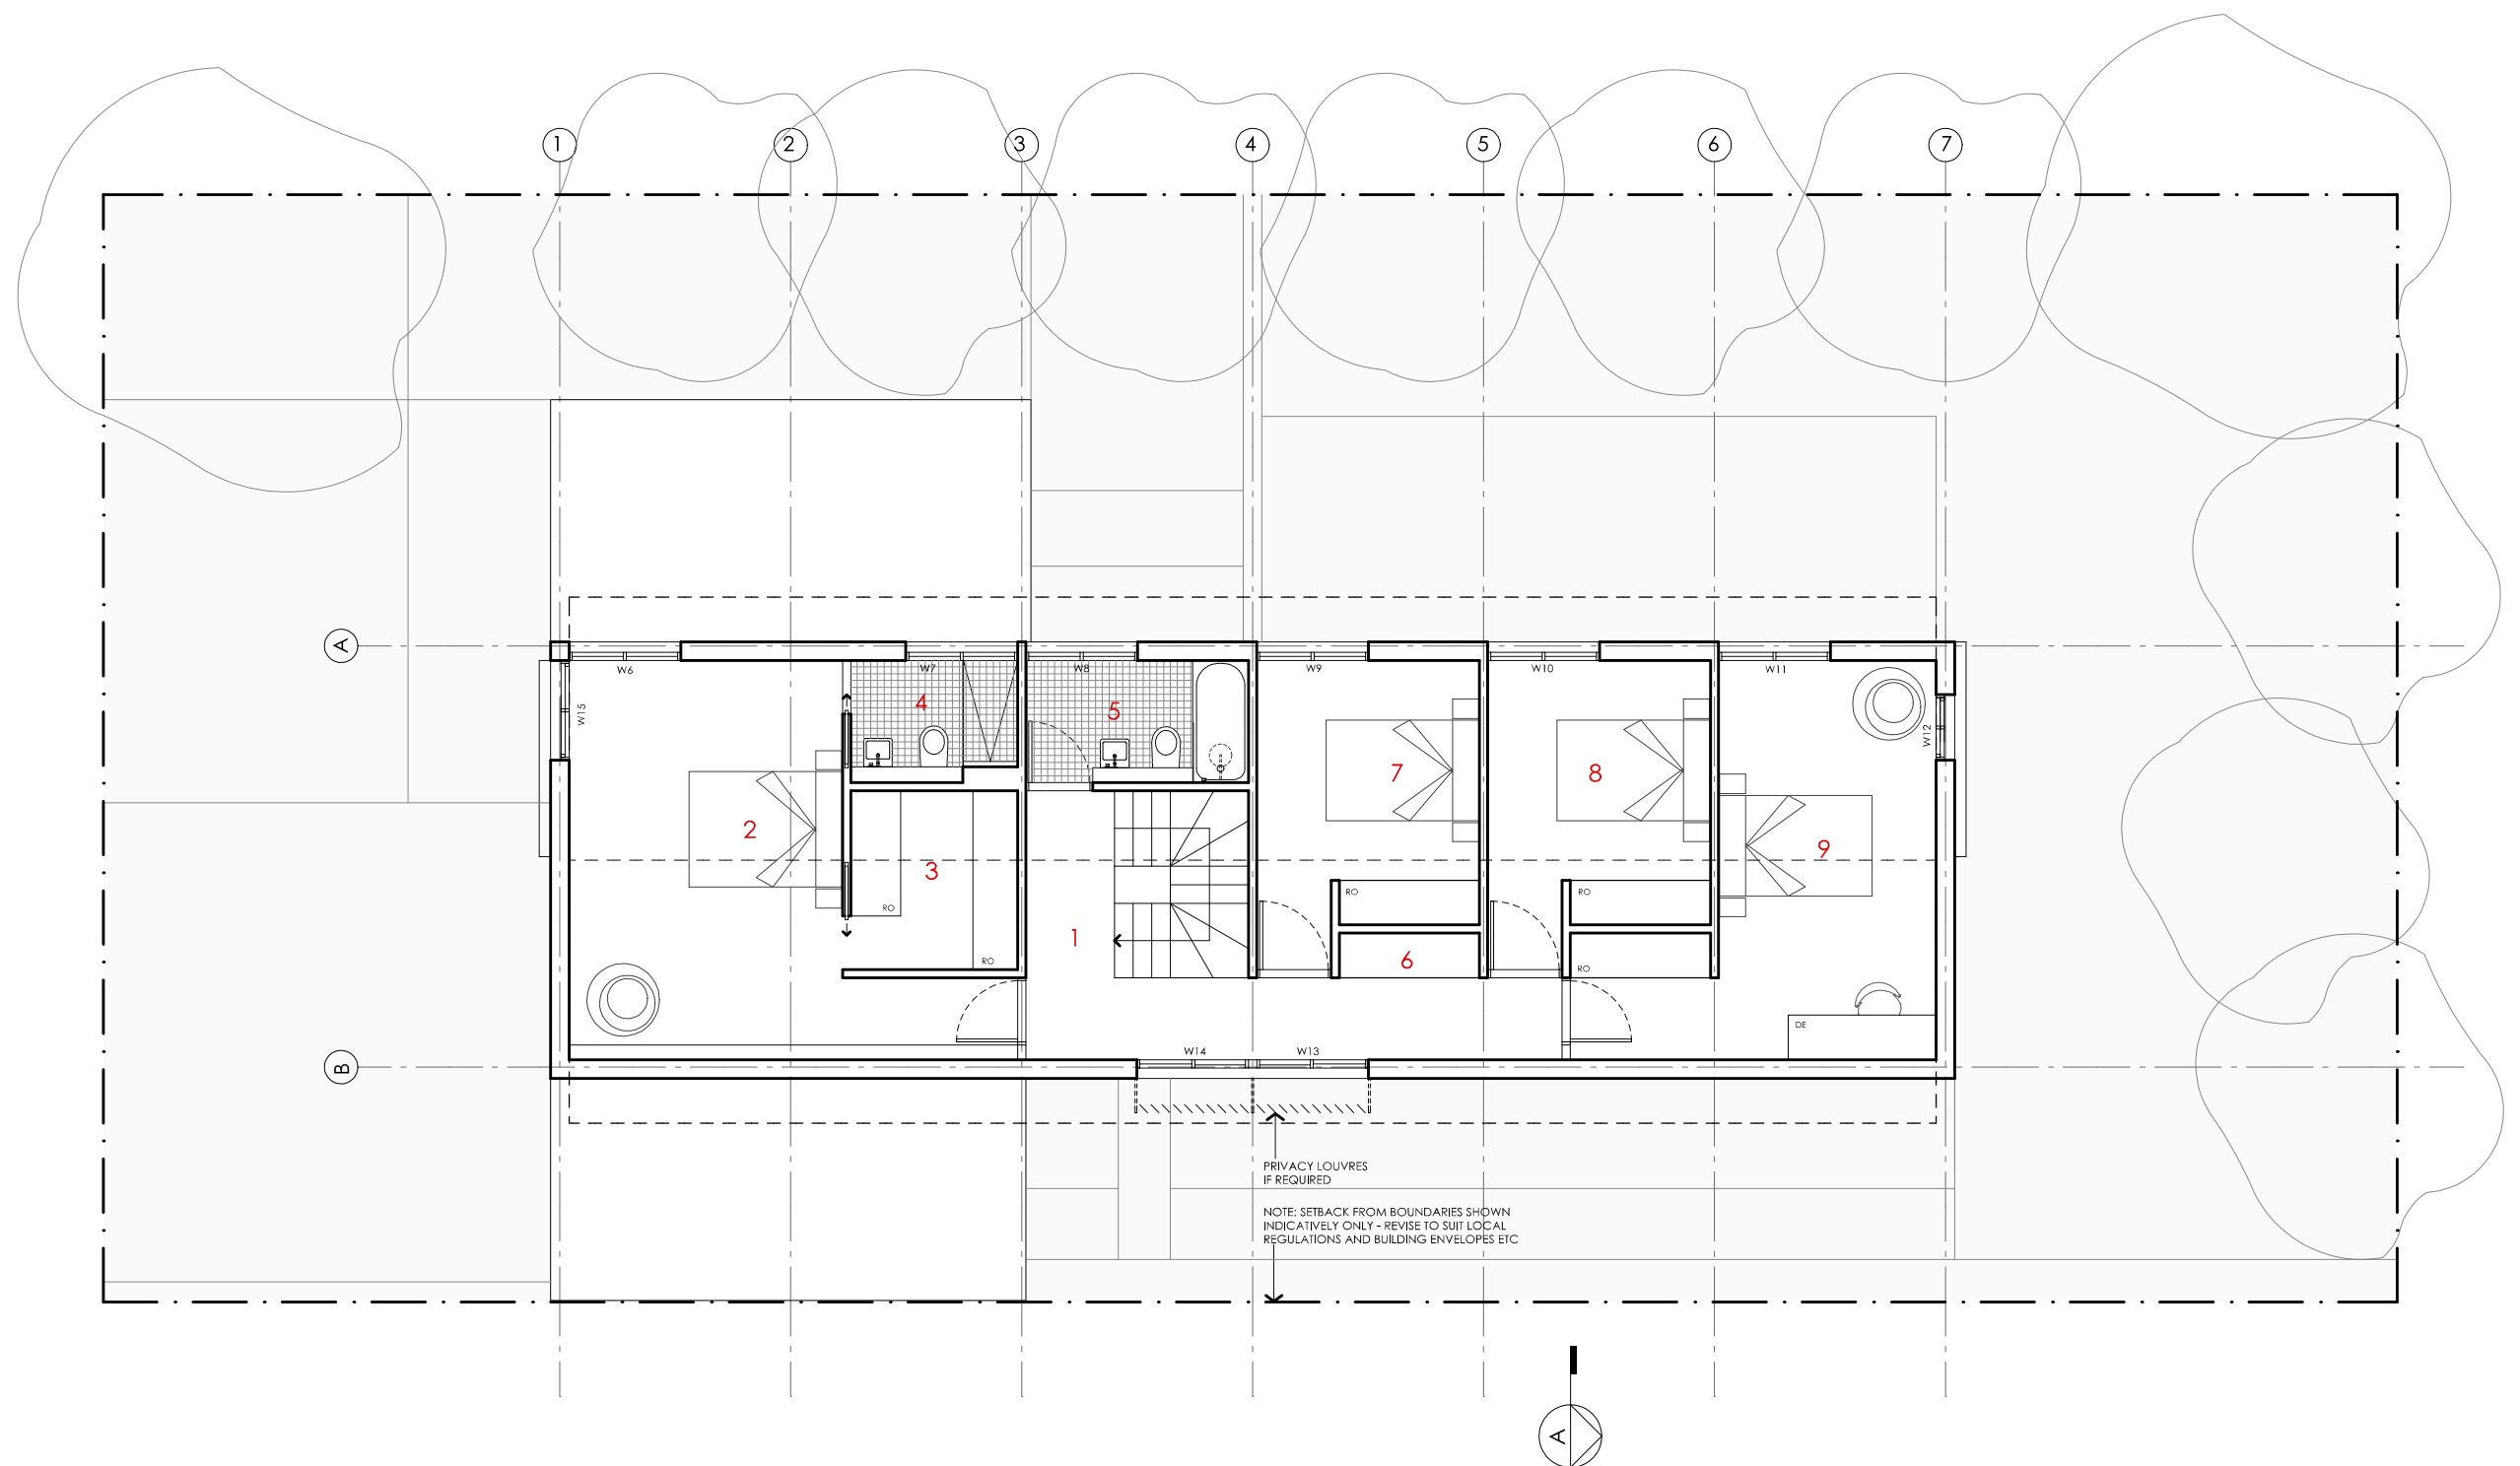 1 2 3 4 5 6 7
A
W6 W7 W8 W9 W10 W11
W15
W12
4 5
7 8
2 9
3
RO RO RO
1
6
RO RO
DE
W14 W13
B
PRIVACY LOUVRES
IF REQUIRED
NOTE: SETBACK FROM BOUNDARIES SHOWN
INDICATIVELY ONLY - REVISE TO SUIT LOCAL
REGULATIONS AND BUILDING ENVELOPES ETC
A